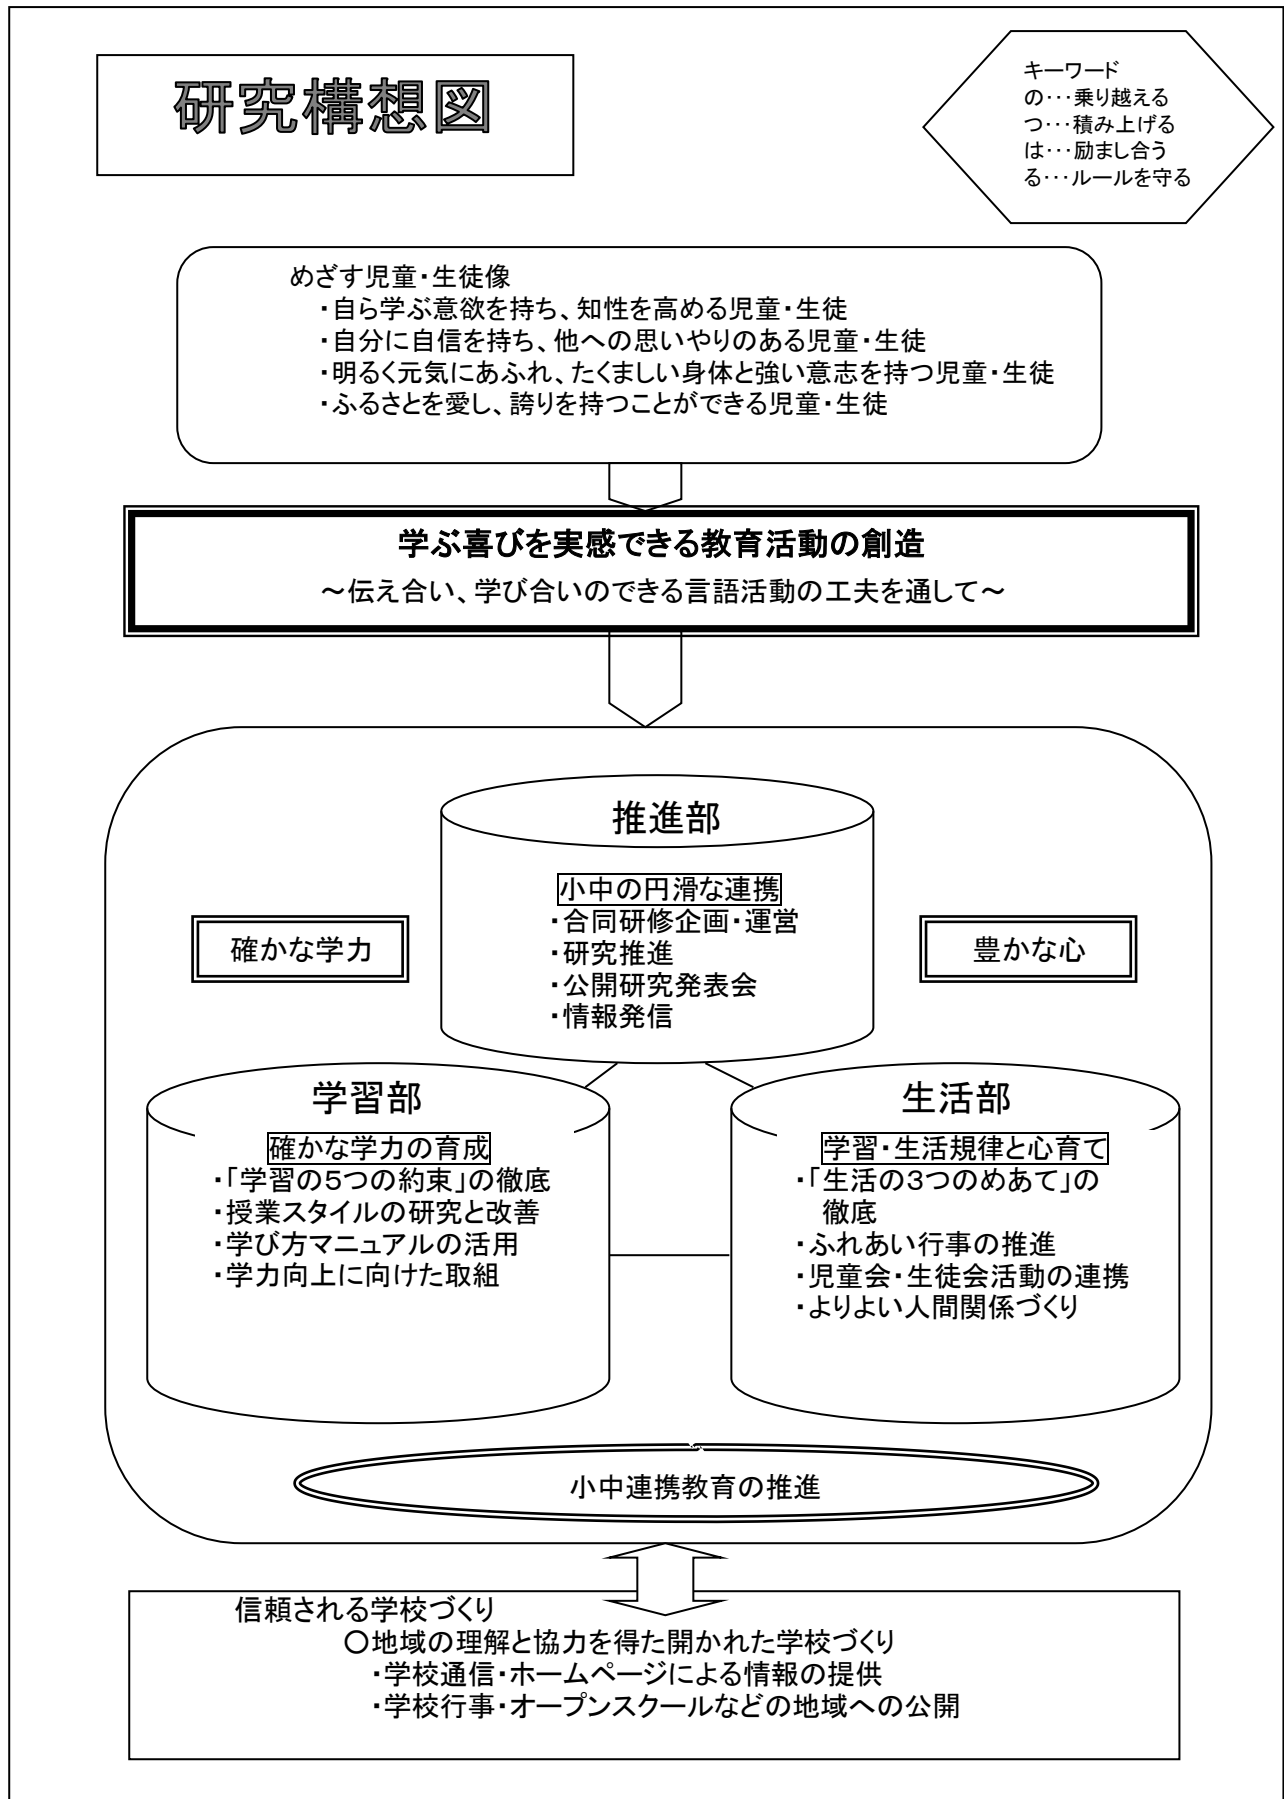 研究構想図
キーワード
の･･･乗り越える
つ･･･積み上げる
は･･･励まし合う
る･･･ルールを守る
めざす児童・生徒像
・自ら学ぶ意欲を持ち、知性を高める児童・生徒
・自分に自信を持ち、他への思いやりのある児童・生徒
・明るく元気にあふれ、たくましい身体と強い意志を持つ児童・生徒
・ふるさとを愛し、誇りを持つことができる児童・生徒
学ぶ喜びを実感できる教育活動の創造
～伝え合い、学び合いのできる言語活動の工夫を通して～
推進部
小中の円滑な連携
・合同研修企画・運営
・研究推進
・公開研究発表会
・情報発信
確かな学力
豊かな心
学習部
確かな学力の育成
・「学習の５つの約束」の徹底
・授業スタイルの研究と改善
・学び方マニュアルの活用
・学力向上に向けた取組
生活部
学習・生活規律と心育て
・「生活の３つのめあて」の
徹底
・ふれあい行事の推進
・児童会・生徒会活動の連携
・よりよい人間関係づくり
小中連携教育の推進
信頼される学校づくり
○地域の理解と協力を得た開かれた学校づくり
・学校通信・ホームページによる情報の提供
・学校行事・オープンスクールなどの地域への公開